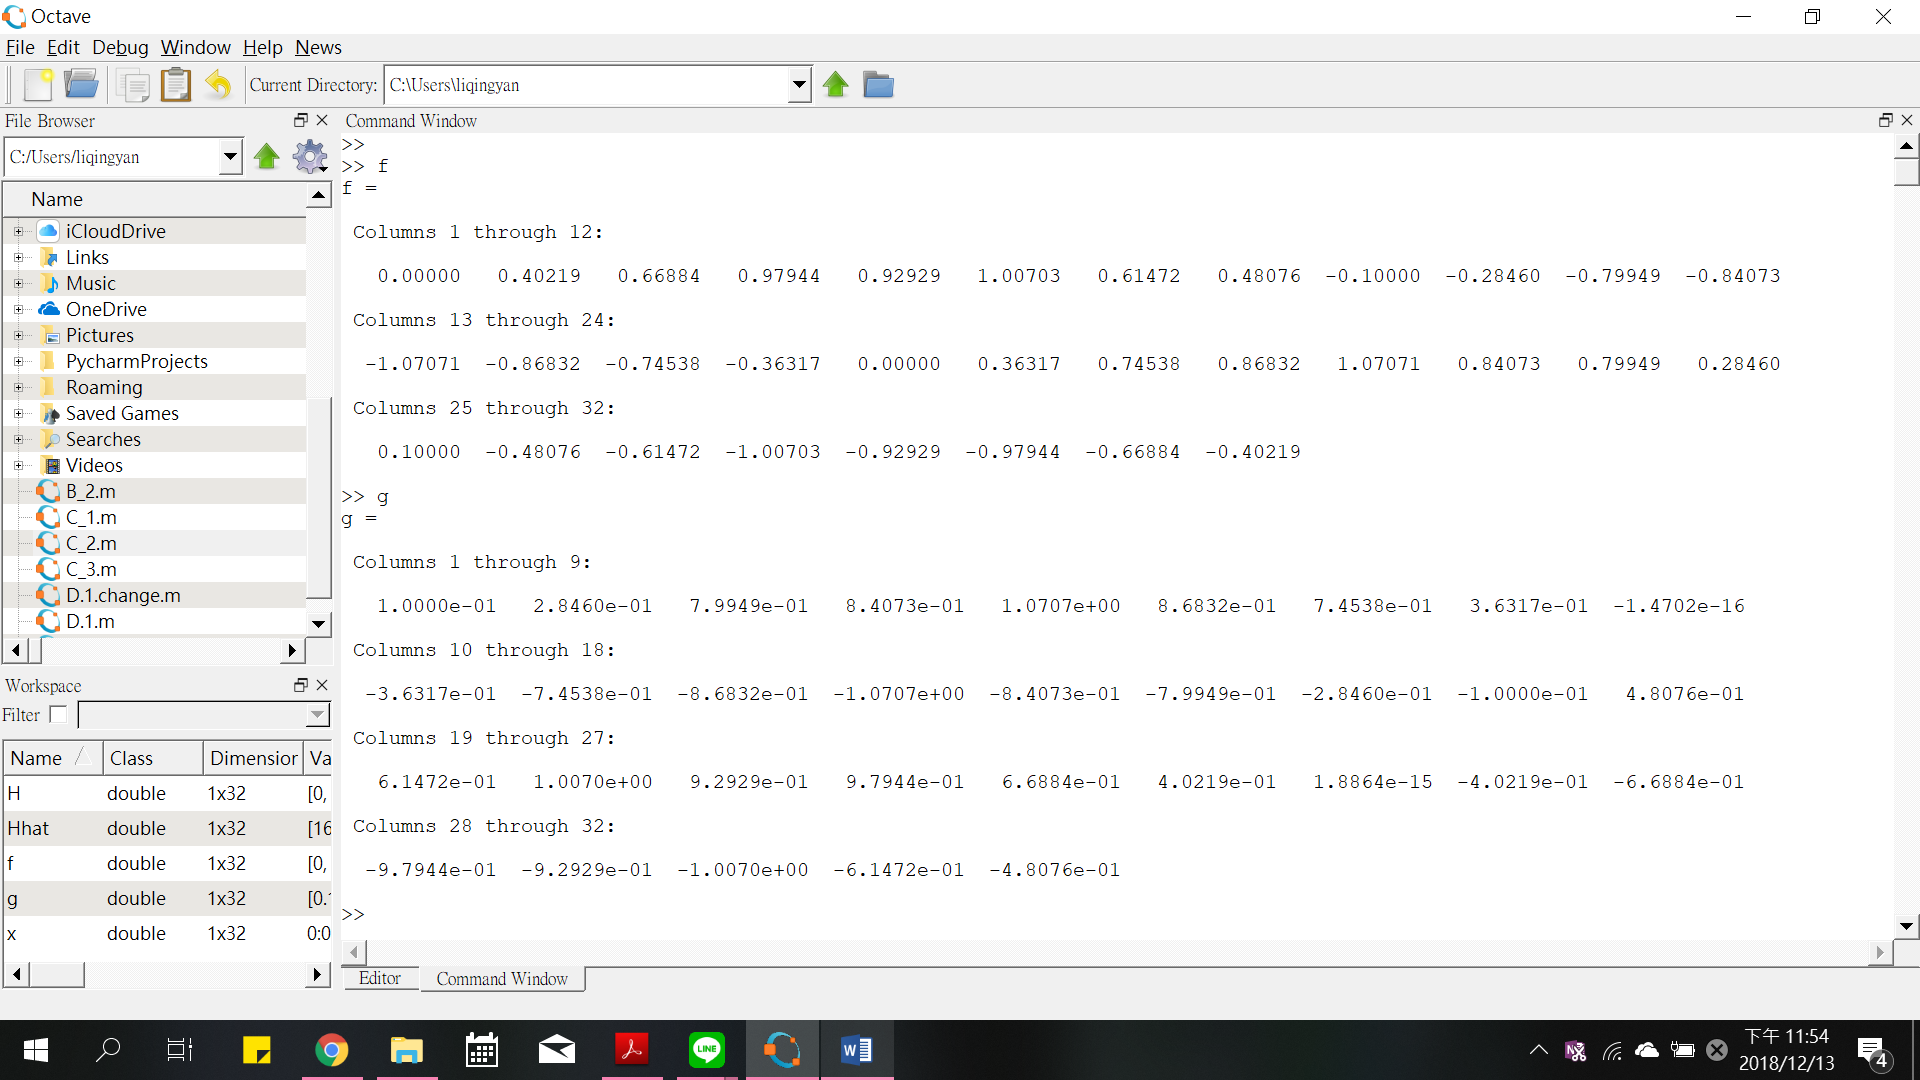 Octave
File Edit Debug Window Help News
Current Directory: C:\Users\liqingyan
File Browser
C:/Users/liqingyan
Name
iCloudDrive
Links
Music
OneDrive
Pictures
PycharmProjects
Roaming
Saved Games
Searches
Videos
B_2.m
C_1.m
C_2.m
C_3.m
D.1.change.m
D.1.m
Workspace
Filter
Name Class Dimension Va
H double 1x32 [0,
Hhat double 1x32 [16
f double 1x32 [0,
g double 1x32 [0.
x double 1x32 0:0
Command Window
>>
>> f
f =
Columns 1 through 12:
0.00000 0.40219 0.66884 0.97944 0.92929 1.00703 0.61472 0.48076 -0.10000 -0.28460 -0.79949 -0.84073
Columns 13 through 24:
-1.07071 -0.86832 -0.74538 -0.36317 0.00000 0.36317 0.74538 0.86832 1.07071 0.84073 0.79949 0.28460
Columns 25 through 32:
0.10000 -0.48076 -0.61472 -1.00703 -0.92929 -0.97944 -0.66884 -0.40219
>> g
g =
Columns 1 through 9:
1.0000e-01 2.8460e-01 7.9949e-01 8.4073e-01 1.0707e+00 8.6832e-01 7.4538e-01 3.6317e-01 -1.4702e-16
Columns 10 through 18:
-3.6317e-01 -7.4538e-01 -8.6832e-01 -1.0707e+00 -8.4073e-01 -7.9949e-01 -2.8460e-01 -1.0000e-01 4.8076e-01
Columns 19 through 27:
6.1472e-01 1.0070e+00 9.2929e-01 9.7944e-01 6.6884e-01 4.0219e-01 1.8864e-15 -4.0219e-01 -6.6884e-01
Columns 28 through 32:
-9.7944e-01 -9.2929e-01 -1.0070e+00 -6.1472e-01 -4.8076e-01
>>
Editor Command Window
LINE
下午 11:54
2018/12/13
4